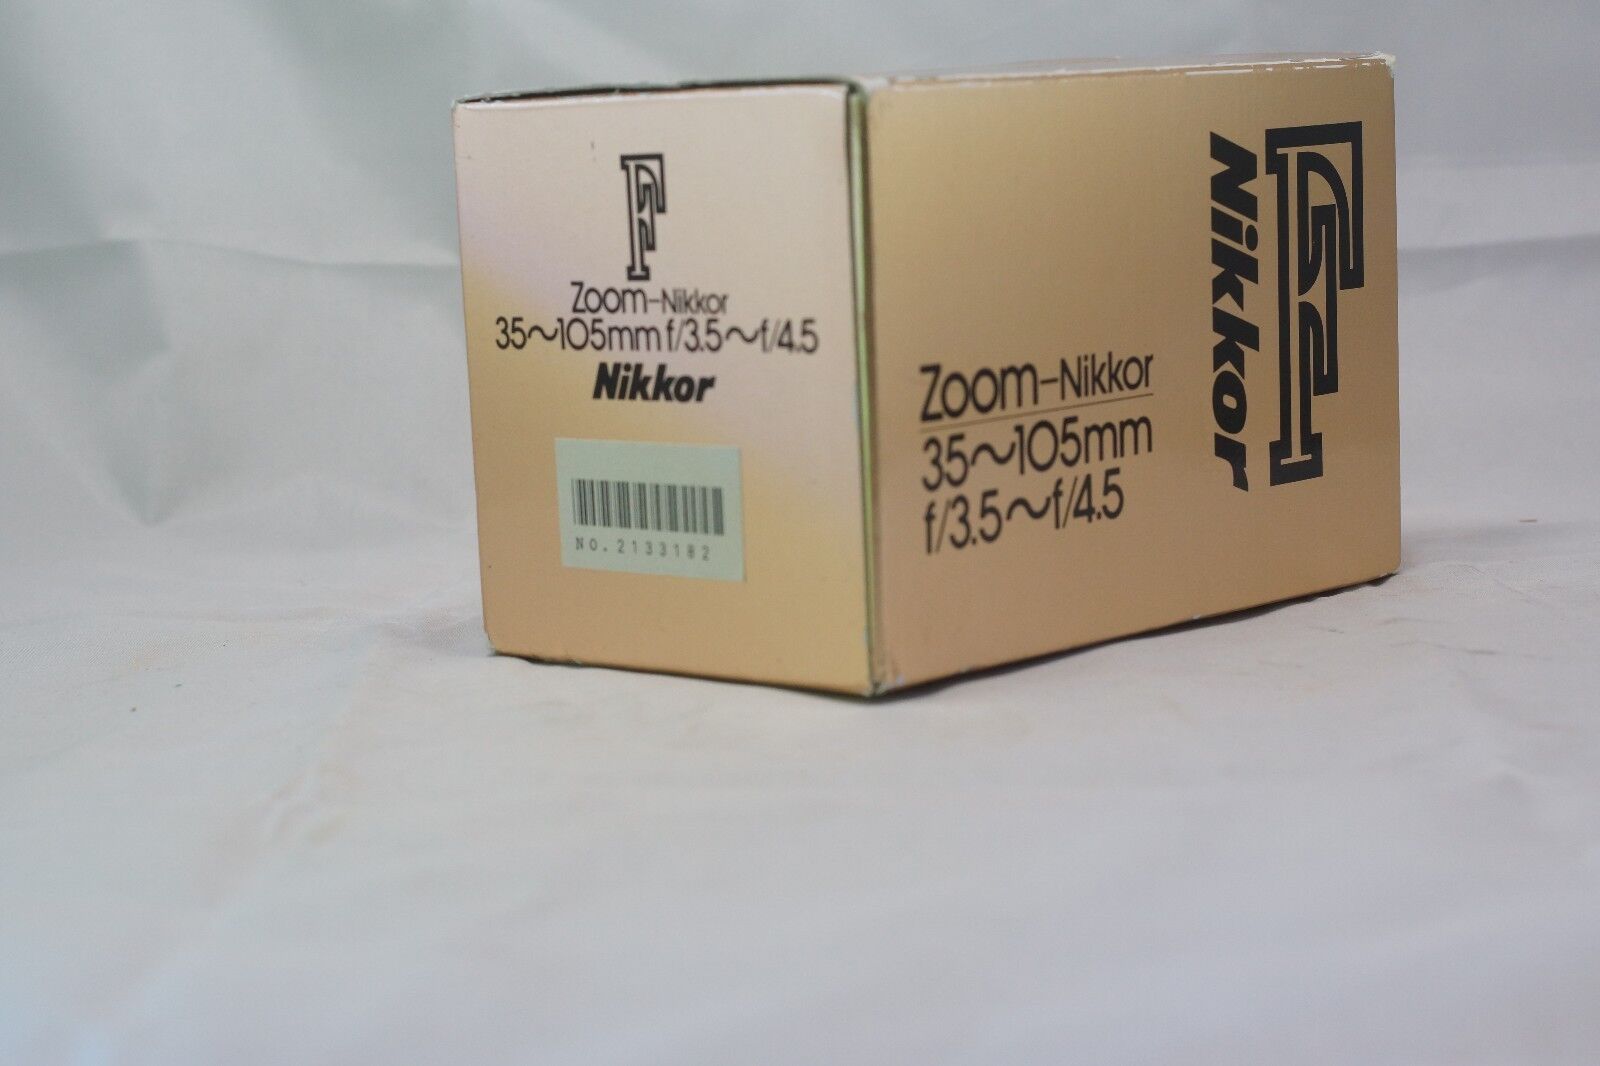 F
Zoom-Nikkor
35~105mm f/3.5~f/4.5
Nikkor
NO. 2133182
Zoom-Nikkor
35~105mm
f/3.5~f/4.5
Nikkor
F